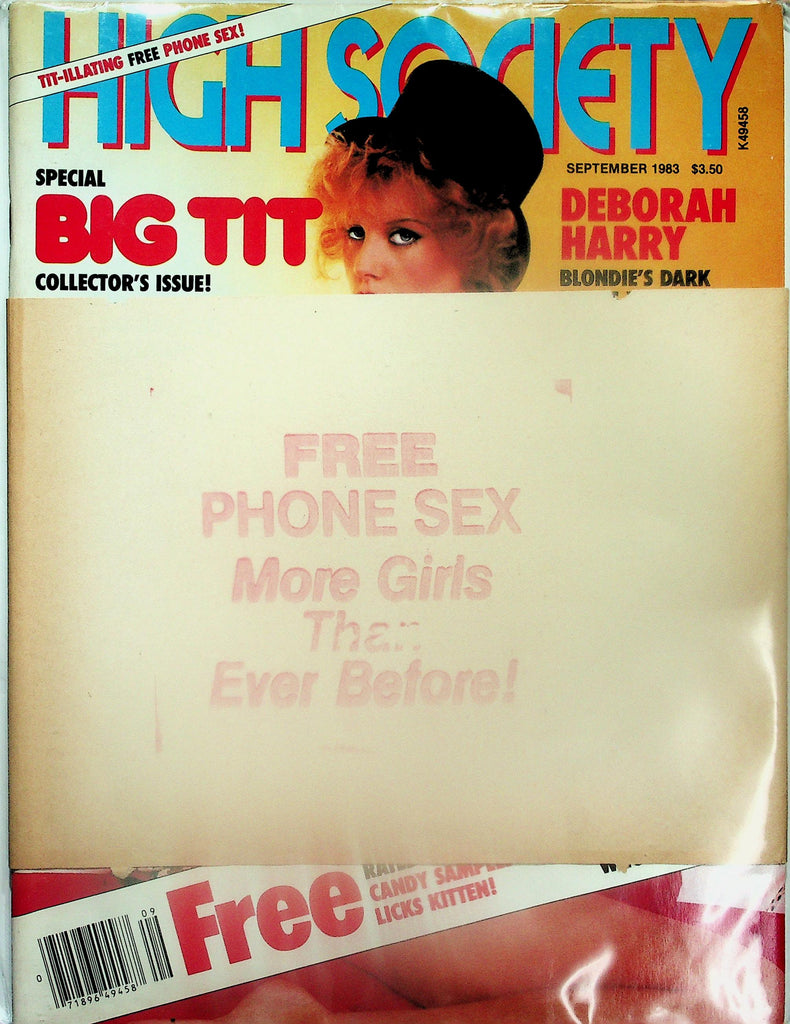 TIT-ILLATING FREE PHONE SEX!
HIGH SOCIETY
K49458
SEPTEMBER 1983 $3.50
SPECIAL
BIG TIT
COLLECTOR'S ISSUE!
DEBORAH
HARRY
BLONDIE'S DARK
FREE
PHONE SEX
More Girls
Than
Ever Before!
Free
CANDY
LICKS KITTEN!
09
0
71896 49458